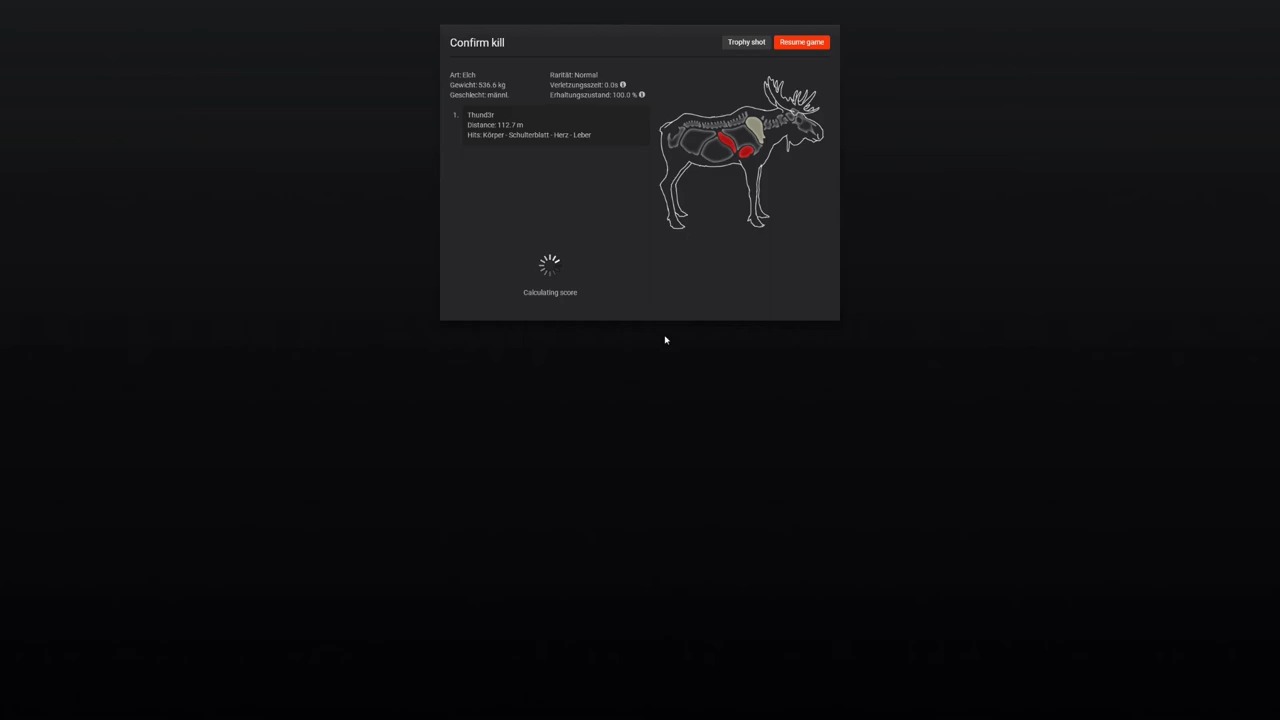 Confirm kill
Trophy shot
Resume game
Art: Elch
Rarität: Normal
Gewicht: 536.6 kg
Verletzungsszeit: 0.0s
Geschlecht: männl.
Erhaltungszustand: 100.0 %
1. Thund3r
Distance: 112.7 m
Hits: Körper - Schulterblatt - Herz - Leber
Calculating score